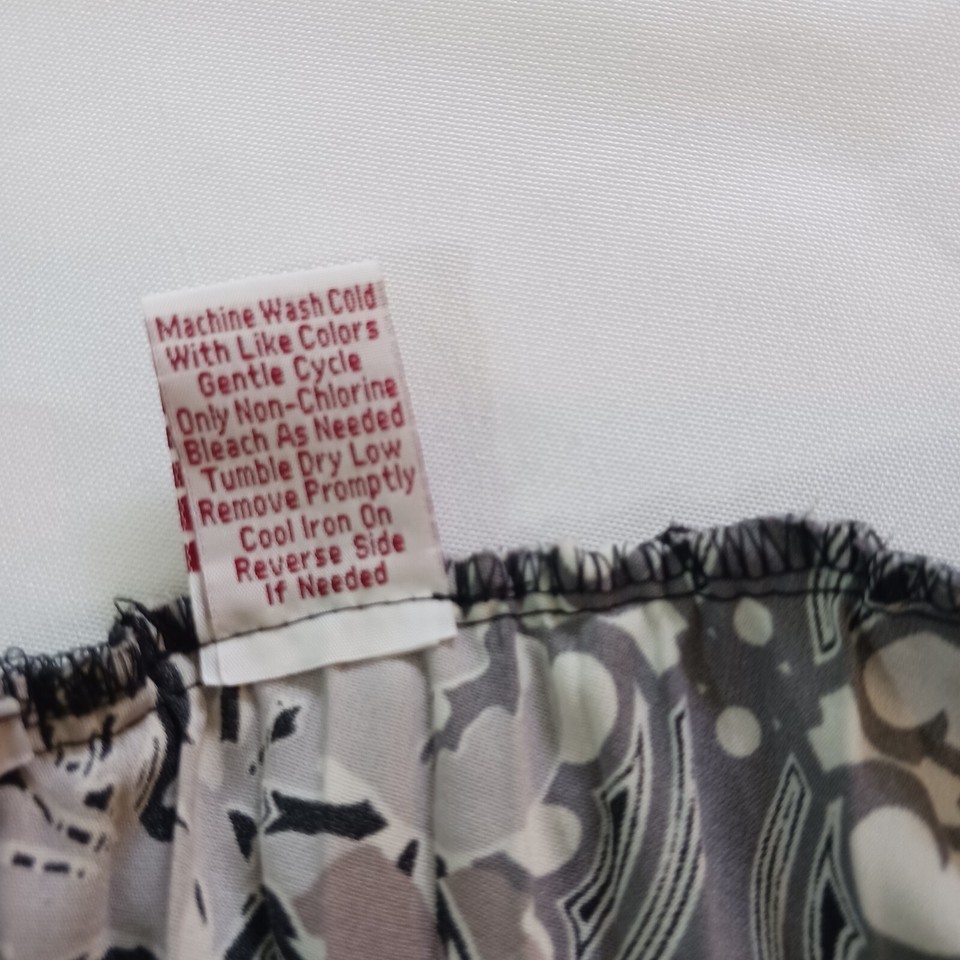 Machine Wash Cold
With Like Colors
Gentle Cycle
Only Non-Chlorine
Bleach As Needed
Tumble Dry Low
Remove Promptly
Cool Iron On
Reverse Side
If Needed